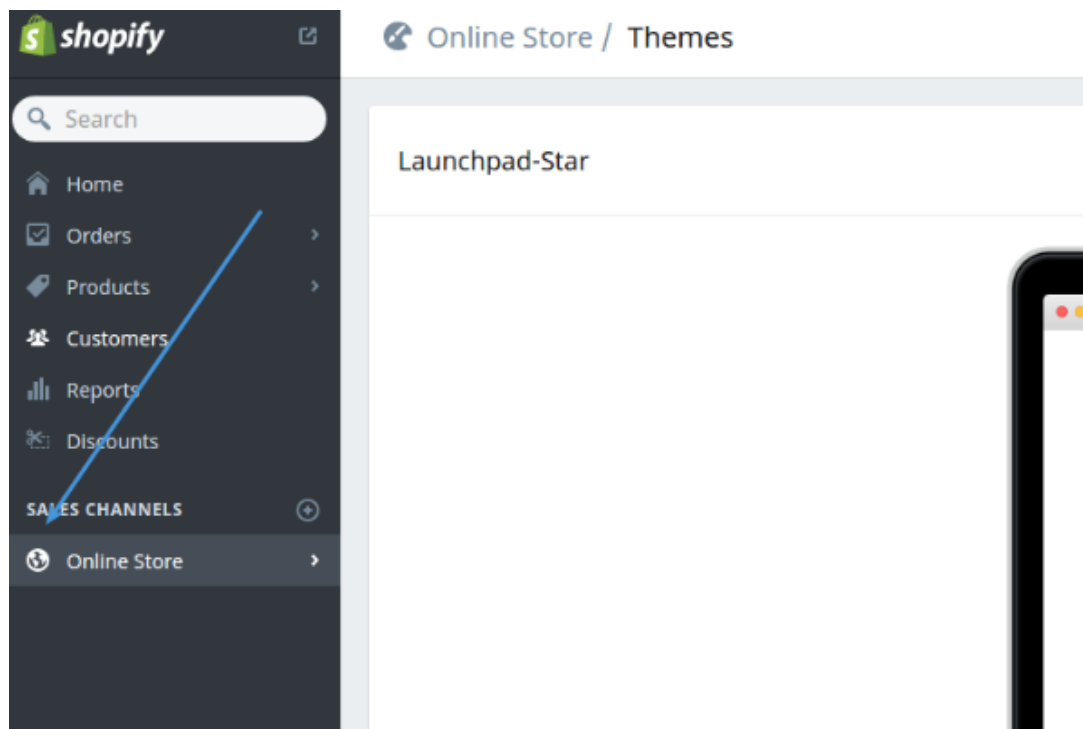 shopify
Online Store / Themes
Search
Launchpad-Star
Home
Orders
Products
Customers
Reports
Discounts
SALES CHANNELS
Online Store